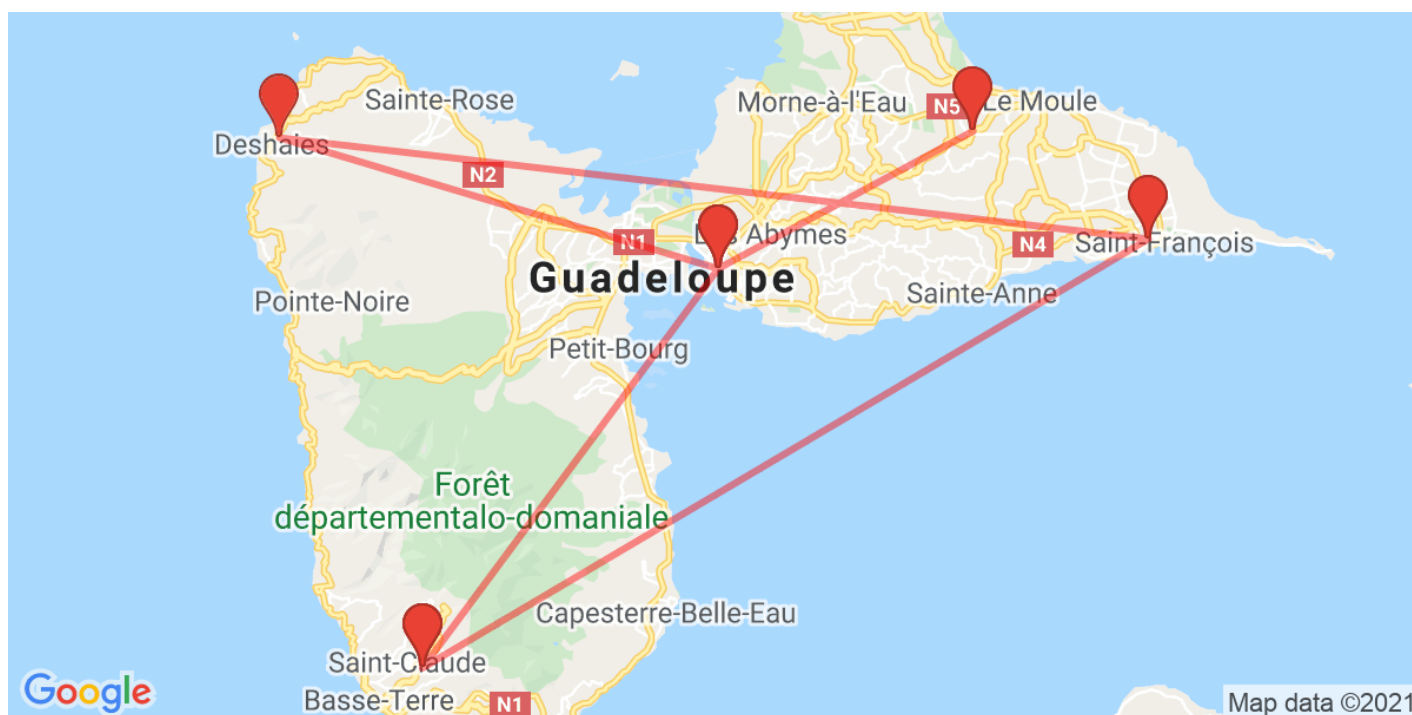 Sainte-Rose
Morne-à-l'Eau
N5
Le Moule
Deshaies
N2
N1
Les Abymes
N4
Saint-François
Guadeloupe
Sainte-Anne
Pointe-Noire
Petit-Bourg
Forêt
départementalo-domaniale
Capesterre-Belle-Eau
Saint-Claude
Basse-Terre
N1
Google
Map data ©2021